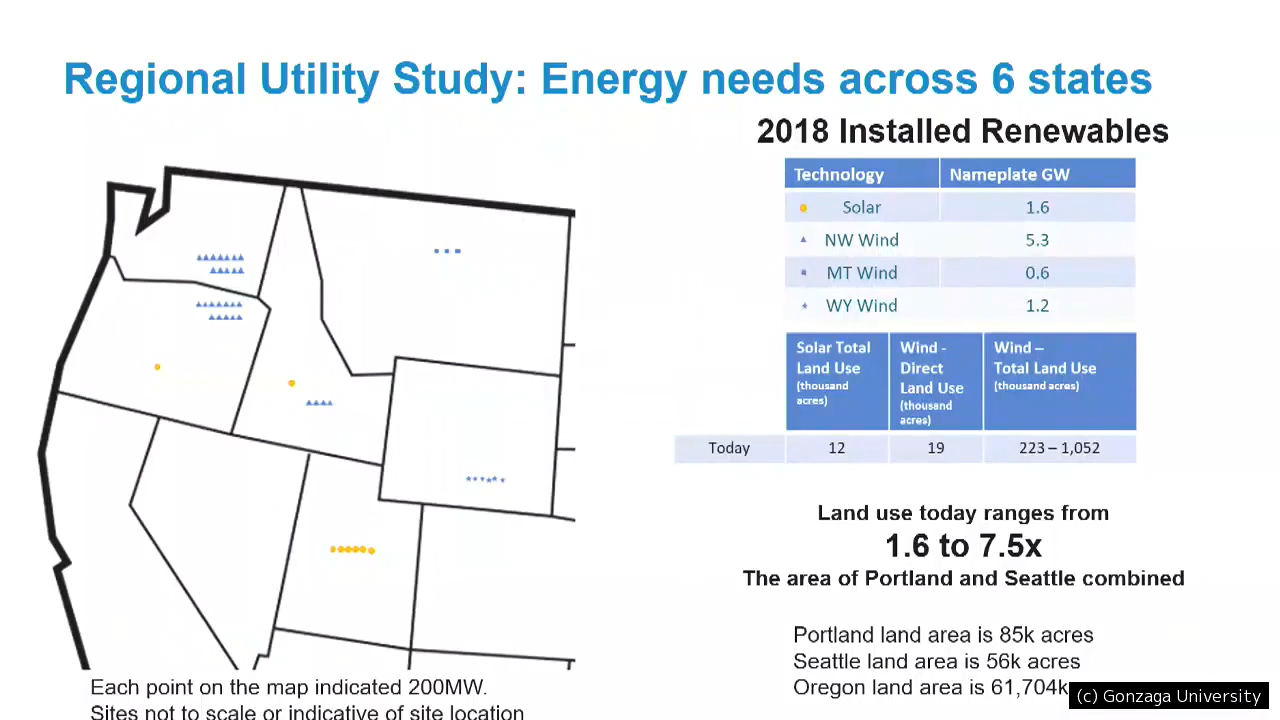 Regional Utility Study: Energy needs across 6 states
2018 Installed Renewables
Technology Nameplate GW
Solar 1.6
NW Wind 5.3
MT Wind 0.6
WY Wind 1.2
Solar Total Land Use (thousand acres)
Wind - Direct Land Use (thousand acres)
Wind – Total Land Use (thousand acres)
Today 12 19 223 – 1,052
Land use today ranges from
1.6 to 7.5x
The area of Portland and Seattle combined
Portland land area is 85k acres
Seattle land area is 56k acres
Oregon land area is 61,704k
Each point on the map indicated 200MW.
Sites not to scale or indicative of site location
(c) Gonzaga University